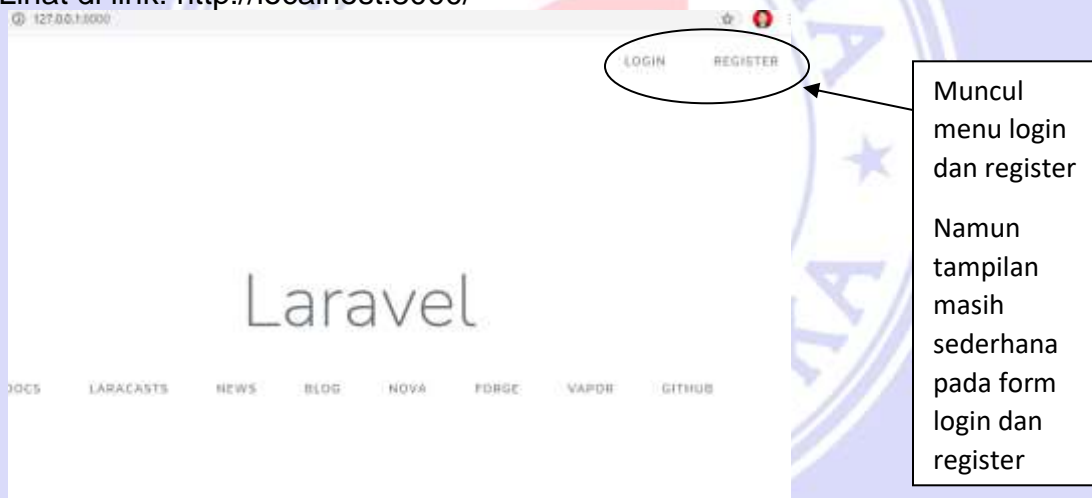 Lihat di link: http://localhost:8000/
127.0.0.1:8000
LOGIN REGISTER
Muncul
menu login
dan register
Namun
tampilan
masih
sederhana
pada form
login dan
register
Laravel
DOCS LARACASTS NEWS BLOG NOVA FORGE VAPOR GITHUB